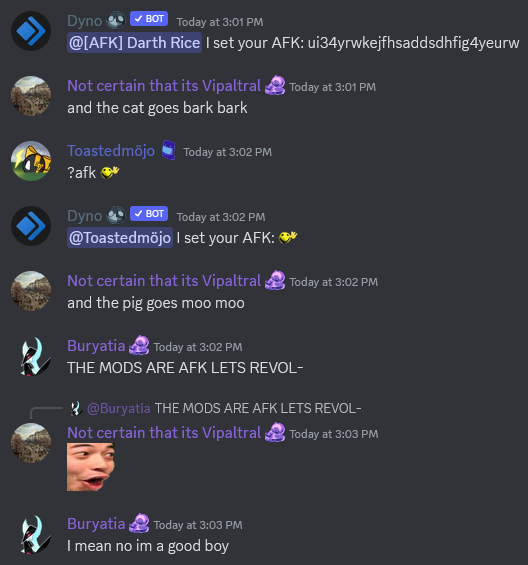 Dyno BOT Today at 3:01 PM
@[AFK] Darth Rice I set your AFK: ui34yrwkejfhsaddsdhfig4yeurw
Not certain that its Vipaltral Today at 3:01 PM
and the cat goes bark bark
Toastedmöjo Today at 3:02 PM
?afk
Dyno BOT Today at 3:02 PM
@Toastedmöjo I set your AFK:
Not certain that its Vipaltral Today at 3:02 PM
and the pig goes moo moo
Buryatia Today at 3:02 PM
THE MODS ARE AFK LETS REVOL-
@Buryatia THE MODS ARE AFK LETS REVOL-
Not certain that its Vipaltral Today at 3:03 PM
Buryatia Today at 3:03 PM
I mean no im a good boy